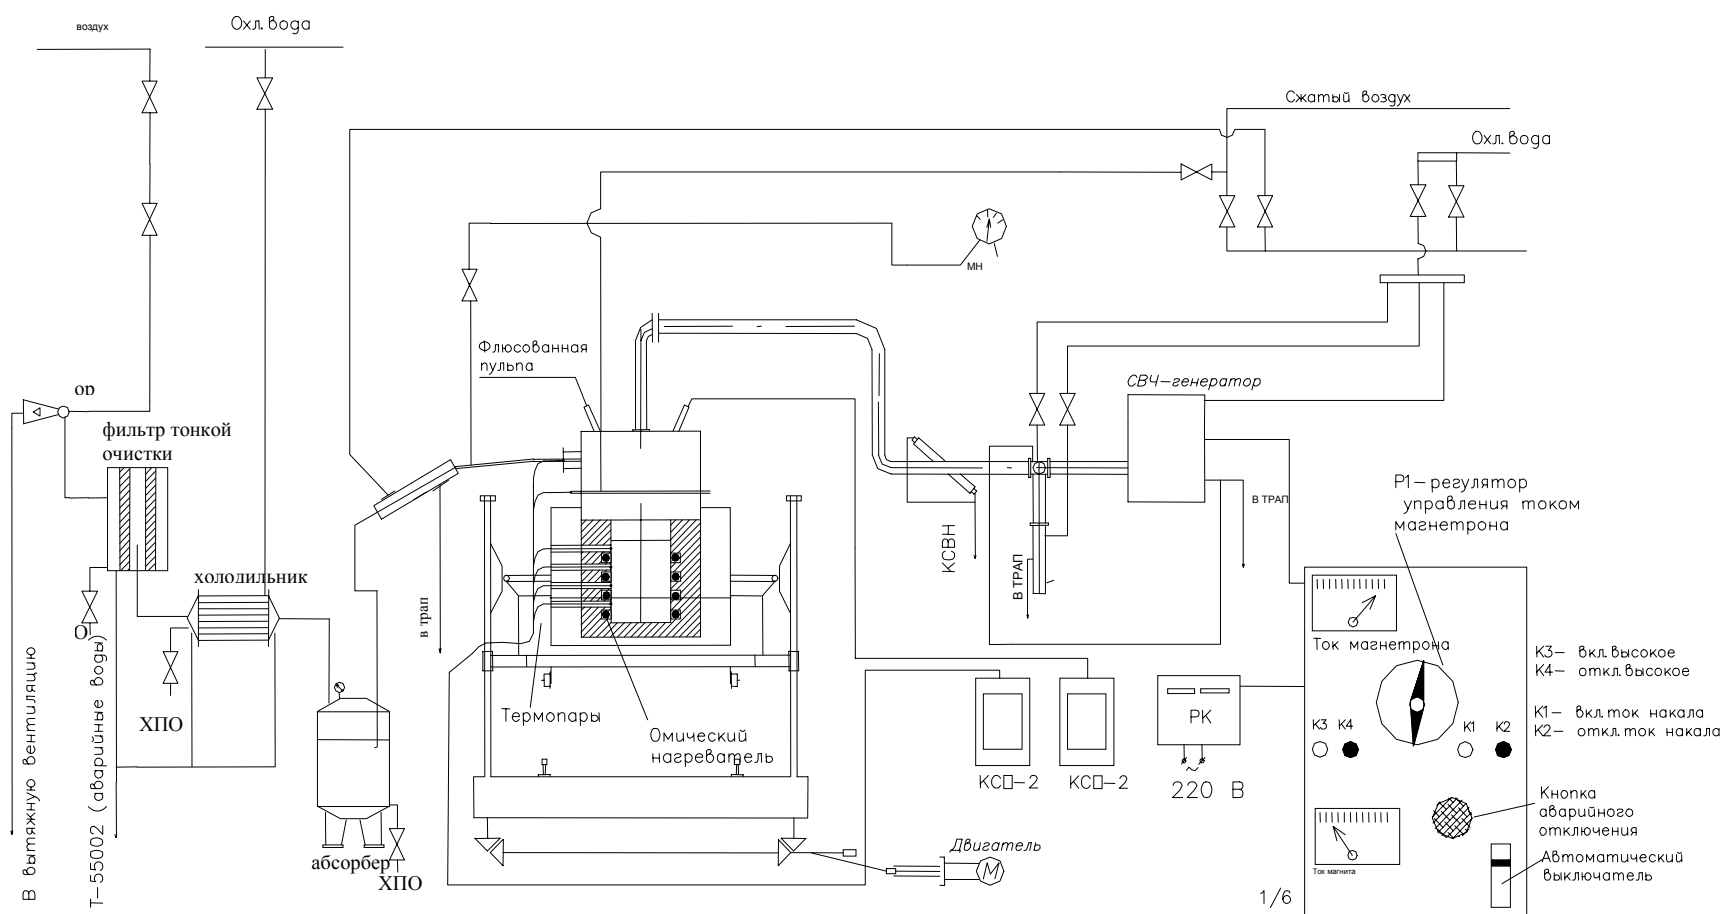 воздух
Охл.вода
Сжатый воздух
Охл.вода
МН
Флюсованная
пульпа
СВЧ-генератор
ор
фильтр тонкой
очистки
Р1-регулятор
управления током
магнетрона
В ТРАП
КСВН
В ТРАП
холодильник
в трап
О
Ток магнетрона
К3- вкл.высокое
К4- откл.высокое
К1- вкл.ток накала
К2- откл.ток накала
К3 К4 К1 К2
ХПО
Термопары
Омический
нагреватель
РК
КС□-2
КС□-2
220 В
Кнопка
аварийного
отключения
Двигатель
М
Автоматический
выключатель
абсорбер
ХПО
Ток магнита
1/6
В вытяжную вентиляцию
Т-55002 (аварийные воды)